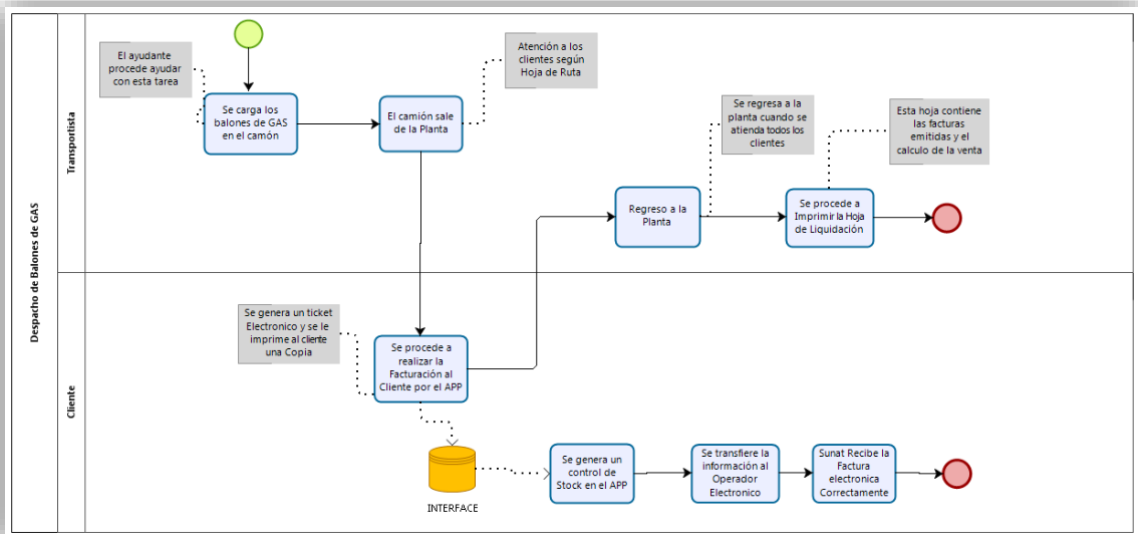 Despacho de Balones de GAS
Transportista
El ayudante
procede ayudar
con esta tarea
Se carga los
balones de GAS
en el camón
El camión sale
de la Planta
Atención a los
clientes según
Hoja de Ruta
Regreso a la
Planta
Se regresa a la
planta cuando se
atienda todos los
clientes
Se procede a
Imprimir la Hoja
de Liquidación
Esta hoja contiene
las facturas
emitidas y el
calculo de la venta
Cliente
Se genera un ticket
Electronico y se le
imprime al cliente
una Copia
Se procede a
realizar la
Facturación al
Cliente por el APP
INTERFACE
Se genera un
control de
Stock en el APP
Se transfiere la
información al
Operador
Electronico
Sunat Recibe la
Factura
electronica
Correctamente